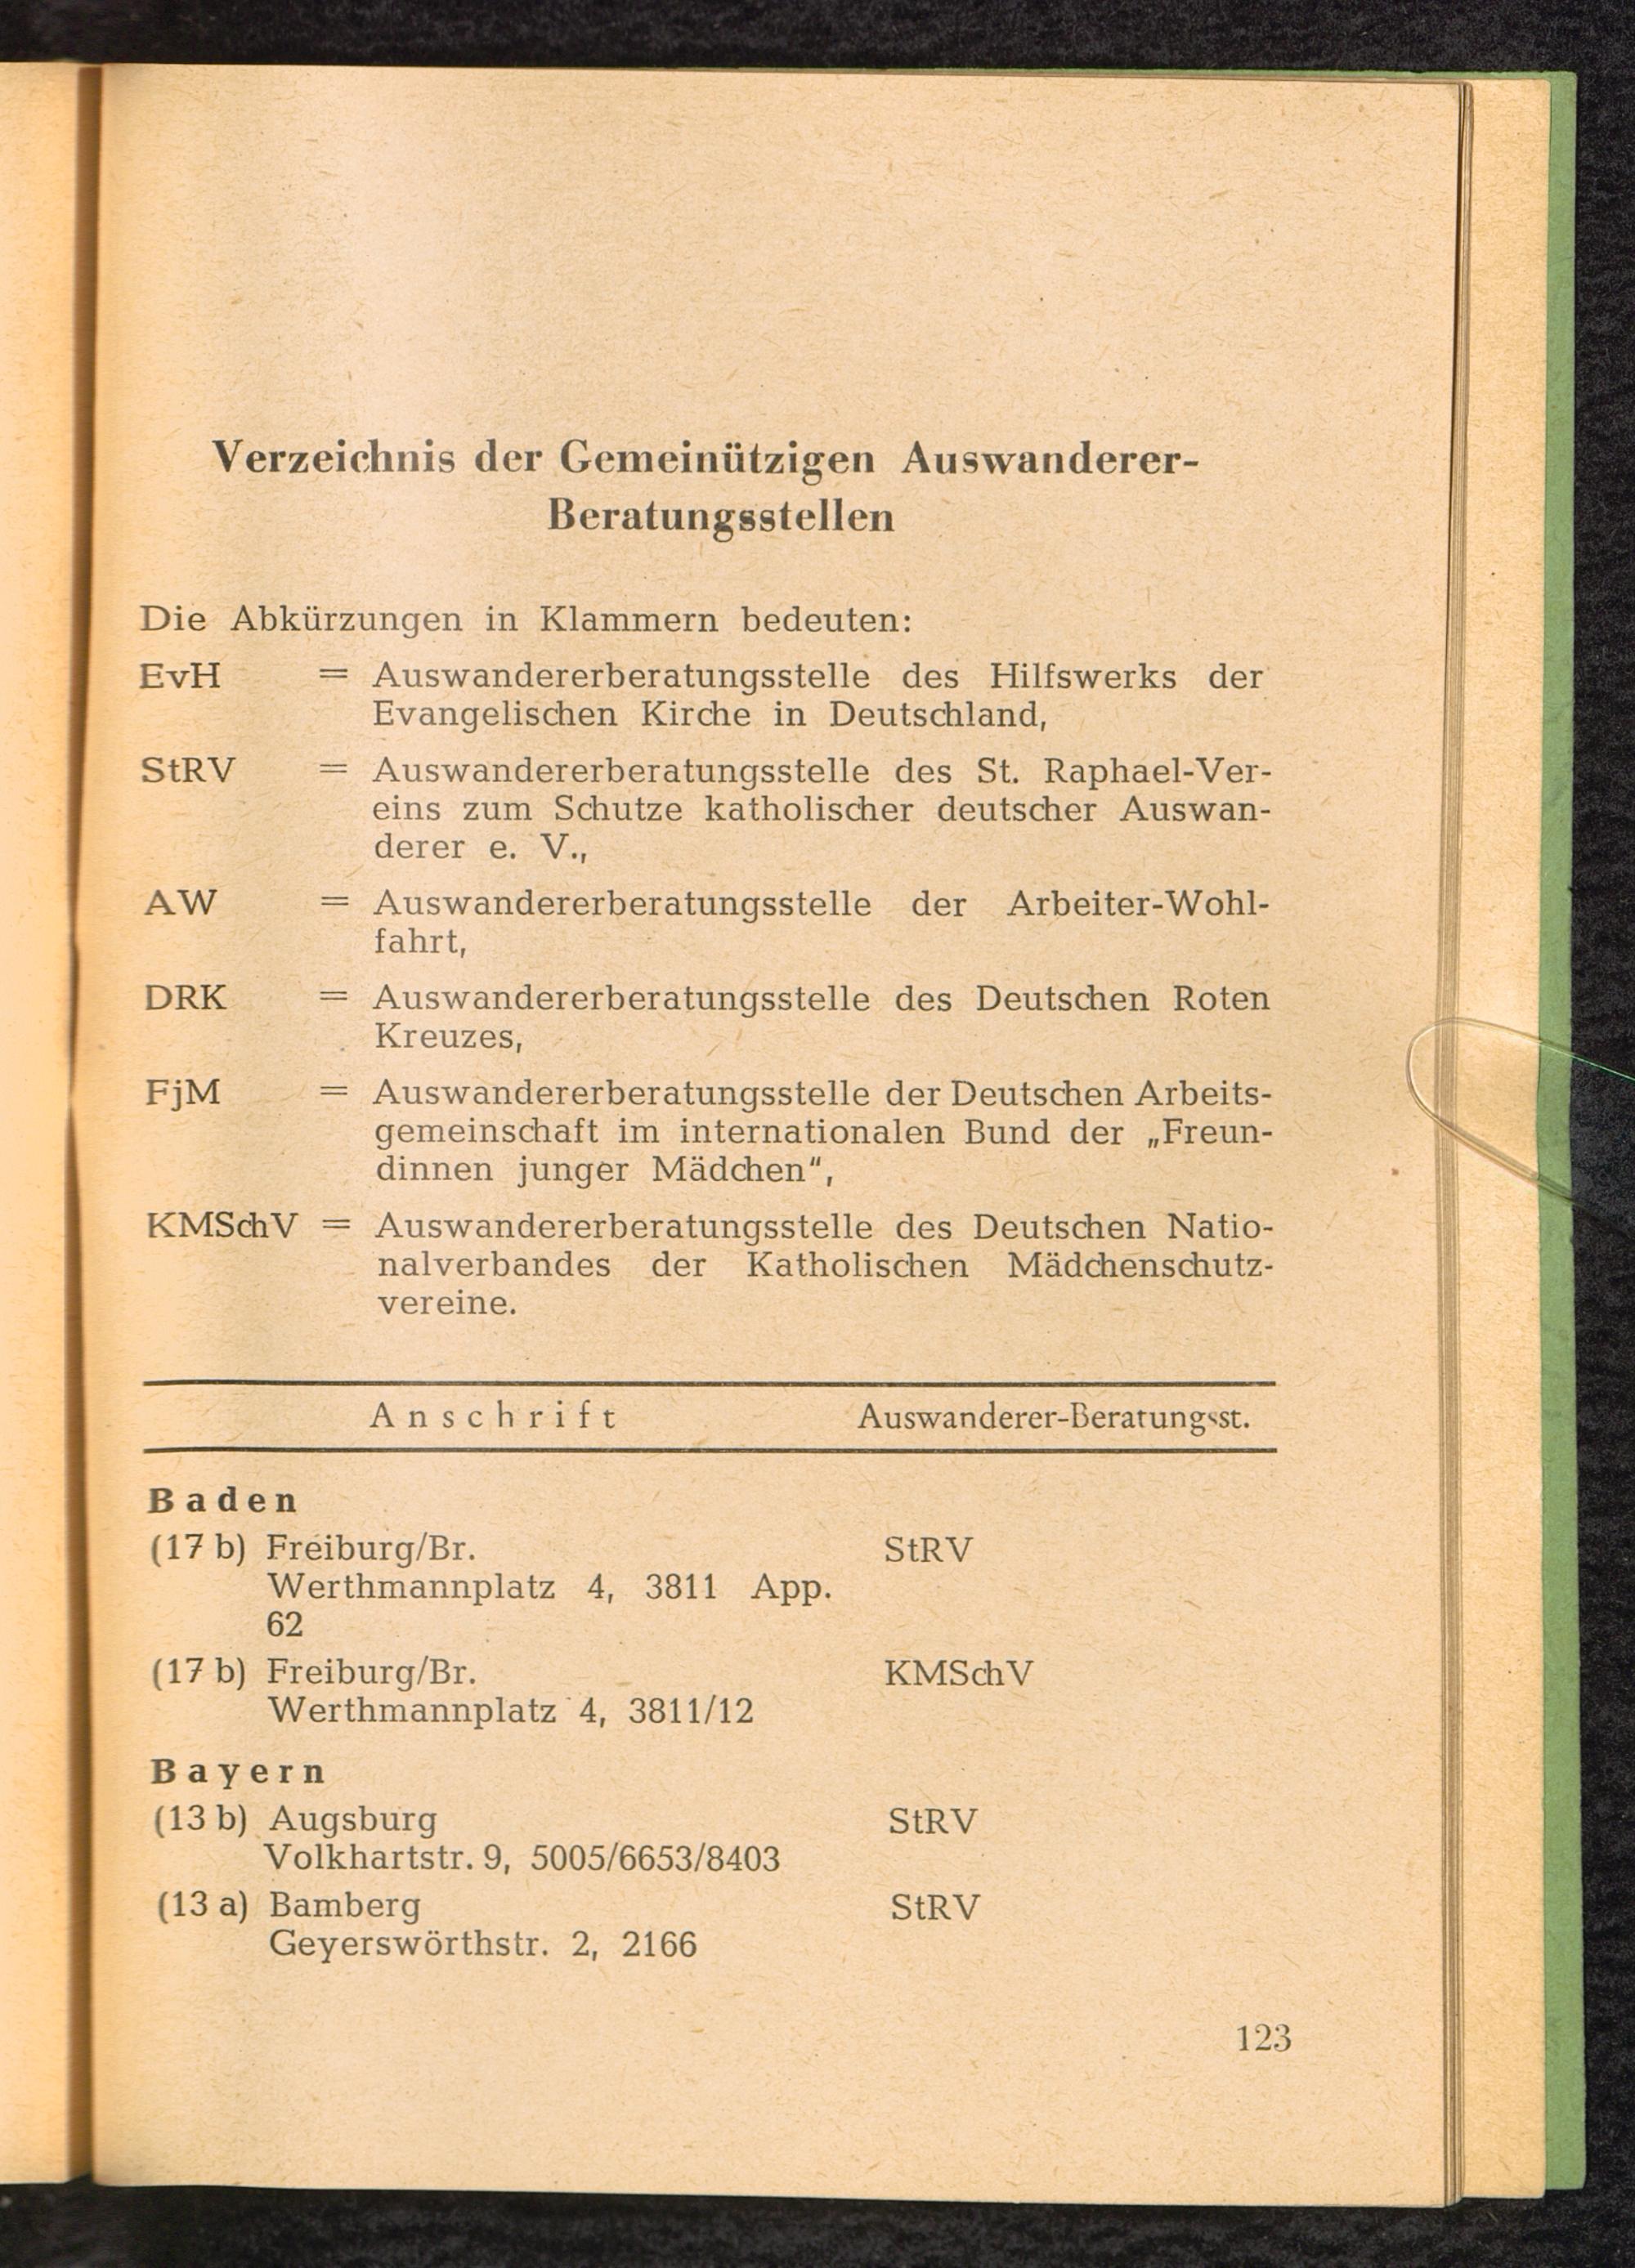 Verzeichnis der Gemeinützigen Auswanderer-
Beratungsstellen
Die Abkürzungen in Klammern bedeuten:
EvH = Auswandererberatungsstelle des Hilfswerks der
Evangelischen Kirche in Deutschland,
StRV = Auswandererberatungsstelle des St. Raphael-Ver-
eins zum Schutze katholischer deutscher Auswan-
derer e. V.,
AW = Auswandererberatungsstelle der Arbeiter-Wohl-
fahrt,
DRK = Auswandererberatungsstelle des Deutschen Roten
Kreuzes,
FjM = Auswandererberatungsstelle der Deutschen Arbeits-
gemeinschaft im internationalen Bund der „Freun-
dinnen junger Mädchen“,
KMSchV = Auswandererberatungsstelle des Deutschen Natio-
nalverbandes der Katholischen Mädchenschutz-
vereine.
Anschrift Auswanderer-Beratungsst.
Baden
(17 b) Freiburg/Br. StRV
Werthmannplatz 4, 3811 App.
62
(17 b) Freiburg/Br. KMSchV
Werthmannplatz 4, 3811/12
Bayern
(13 b) Augsburg StRV
Volkhartstr. 9, 5005/6653/8403
(13 a) Bamberg StRV
Geyerswörthstr. 2, 2166
123